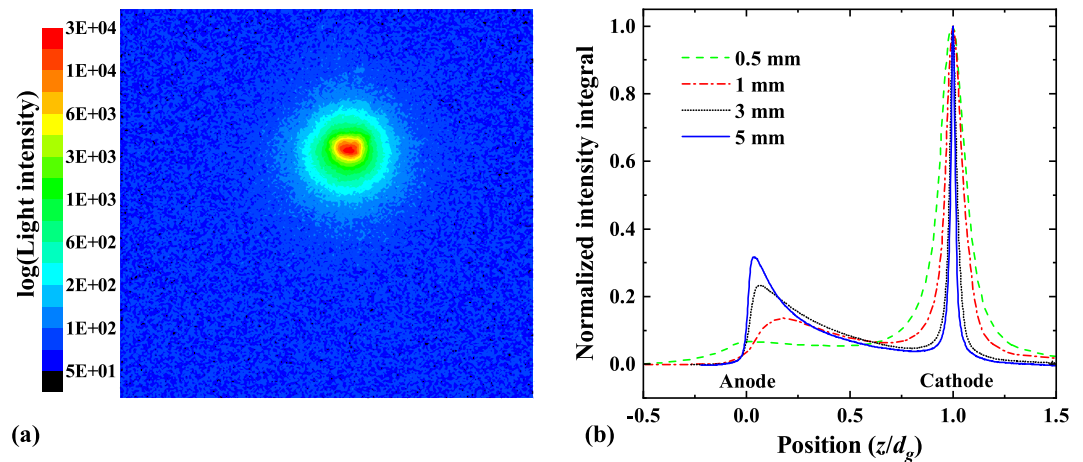 log(Light intensity)
3E+04
1E+04
6E+03
3E+03
1E+03
6E+02
2E+02
1E+02
5E+01
(a)
Normalized intensity integral
1.0
0.8
0.6
0.4
0.2
0.0
0.5 mm
1 mm
3 mm
5 mm
Anode
Cathode
-0.5
0.0
0.5
1.0
1.5
Position (z/dg)
(b)